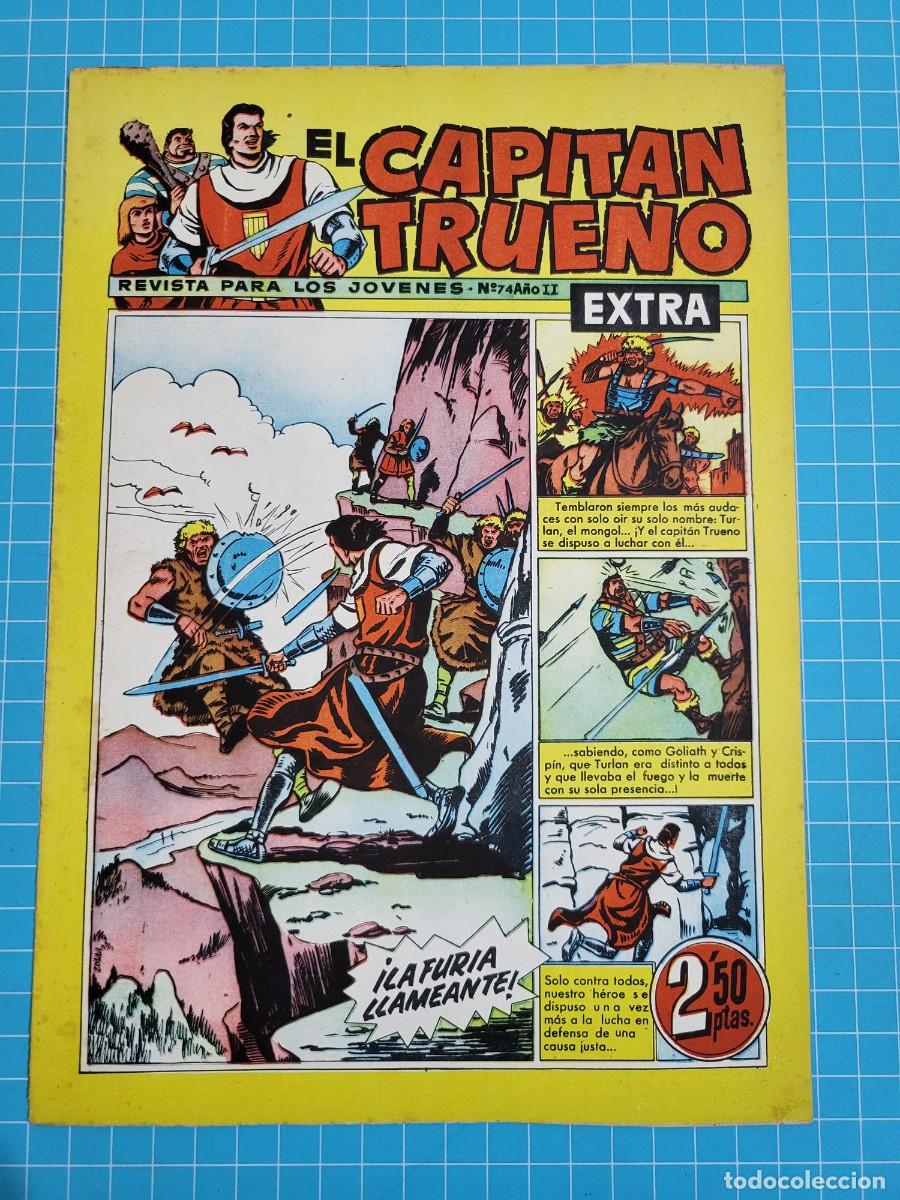 EL CAPITAN
TRUENO
REVISTA PARA LOS JOVENES - Nº74 Año II
EXTRA
Temblaron siempre los más auda-
ces con solo oir su solo nombre: Tur-
lan, el mongol... ¡Y el capitán Trueno
se dispuso a luchar con él...
...sabiendo, como Goliath y Cris-
pín, que Turlan era distinto a todos
y que llevaba el fuego y la muerte
con su sola presencia...!
¡LA FURIA
LLAMEANTE!
Solo contra todos,
nuestro héroe se
dispuso una vez
más a la lucha en
defensa de una
causa justa...
2'50
ptas.
todocoleccion